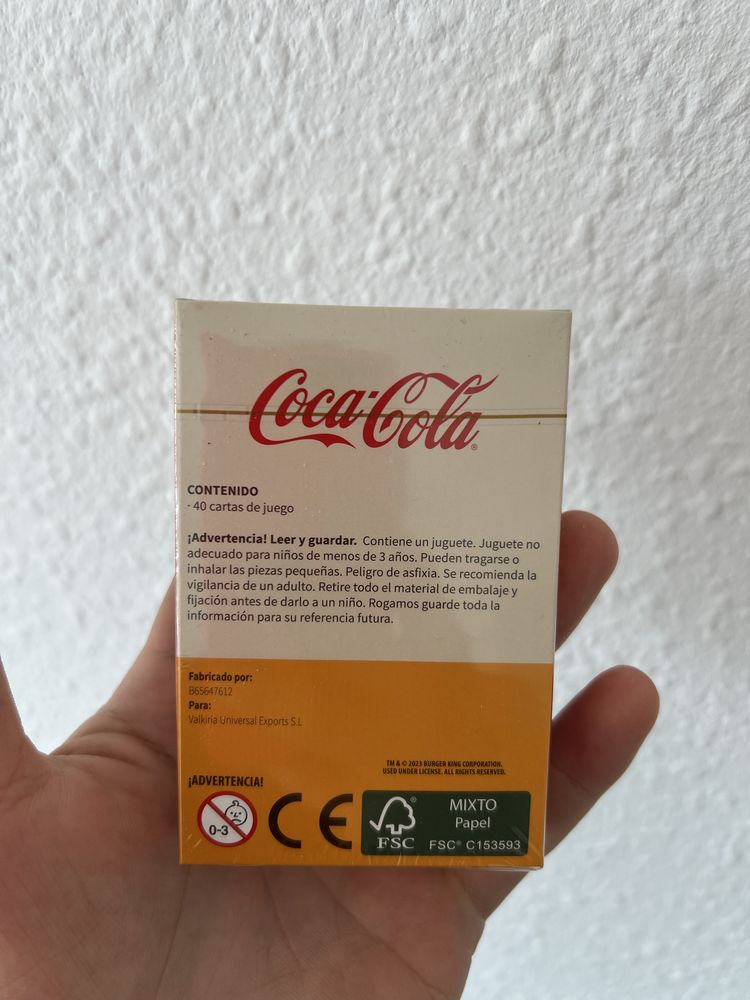 Coca-Cola®
CONTENIDO
· 40 cartas de juego
¡Advertencia! Leer y guardar. Contiene un juguete. Juguete no
adecuado para niños de menos de 3 años. Pueden tragarse o
inhalar las piezas pequeñas. Peligro de asfixia. Se recomienda la
vigilancia de un adulto. Retire todo el material de embalaje y
fijación antes de darlo a un niño. Rogamos guarde toda la
información para su referencia futura.
Fabricado por:
B65647612
Para:
Valkiria Universal Exports S.L
TM & © 2023 BURGER KING CORPORATION.
USED UNDER LICENSE. ALL RIGHTS RESERVED.
¡ADVERTENCIA!
0-3
CE
FSC®
MIXTO
Papel
FSC® C153593